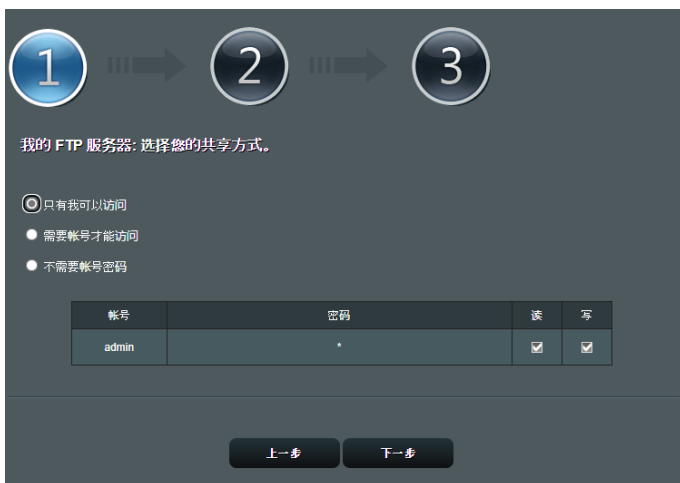 1 2 3
我的 FTP 服务器: 选择您的共享方式。
只有我可以访问
需要帐号才能访问
不需要帐号密码
帐号 密码 读 写
admin *
上一步 下一步